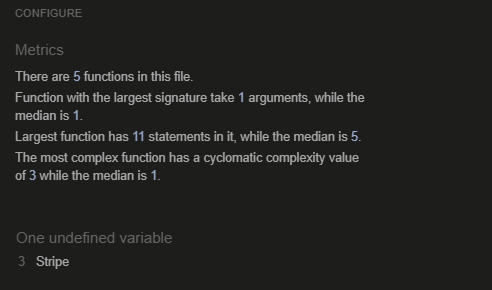 CONFIGURE
Metrics
There are 5 functions in this file.
Function with the largest signature take 1 arguments, while the
median is 1.
Largest function has 11 statements in it, while the median is 5.
The most complex function has a cyclomatic complexity value
of 3 while the median is 1.
One undefined variable
3 Stripe